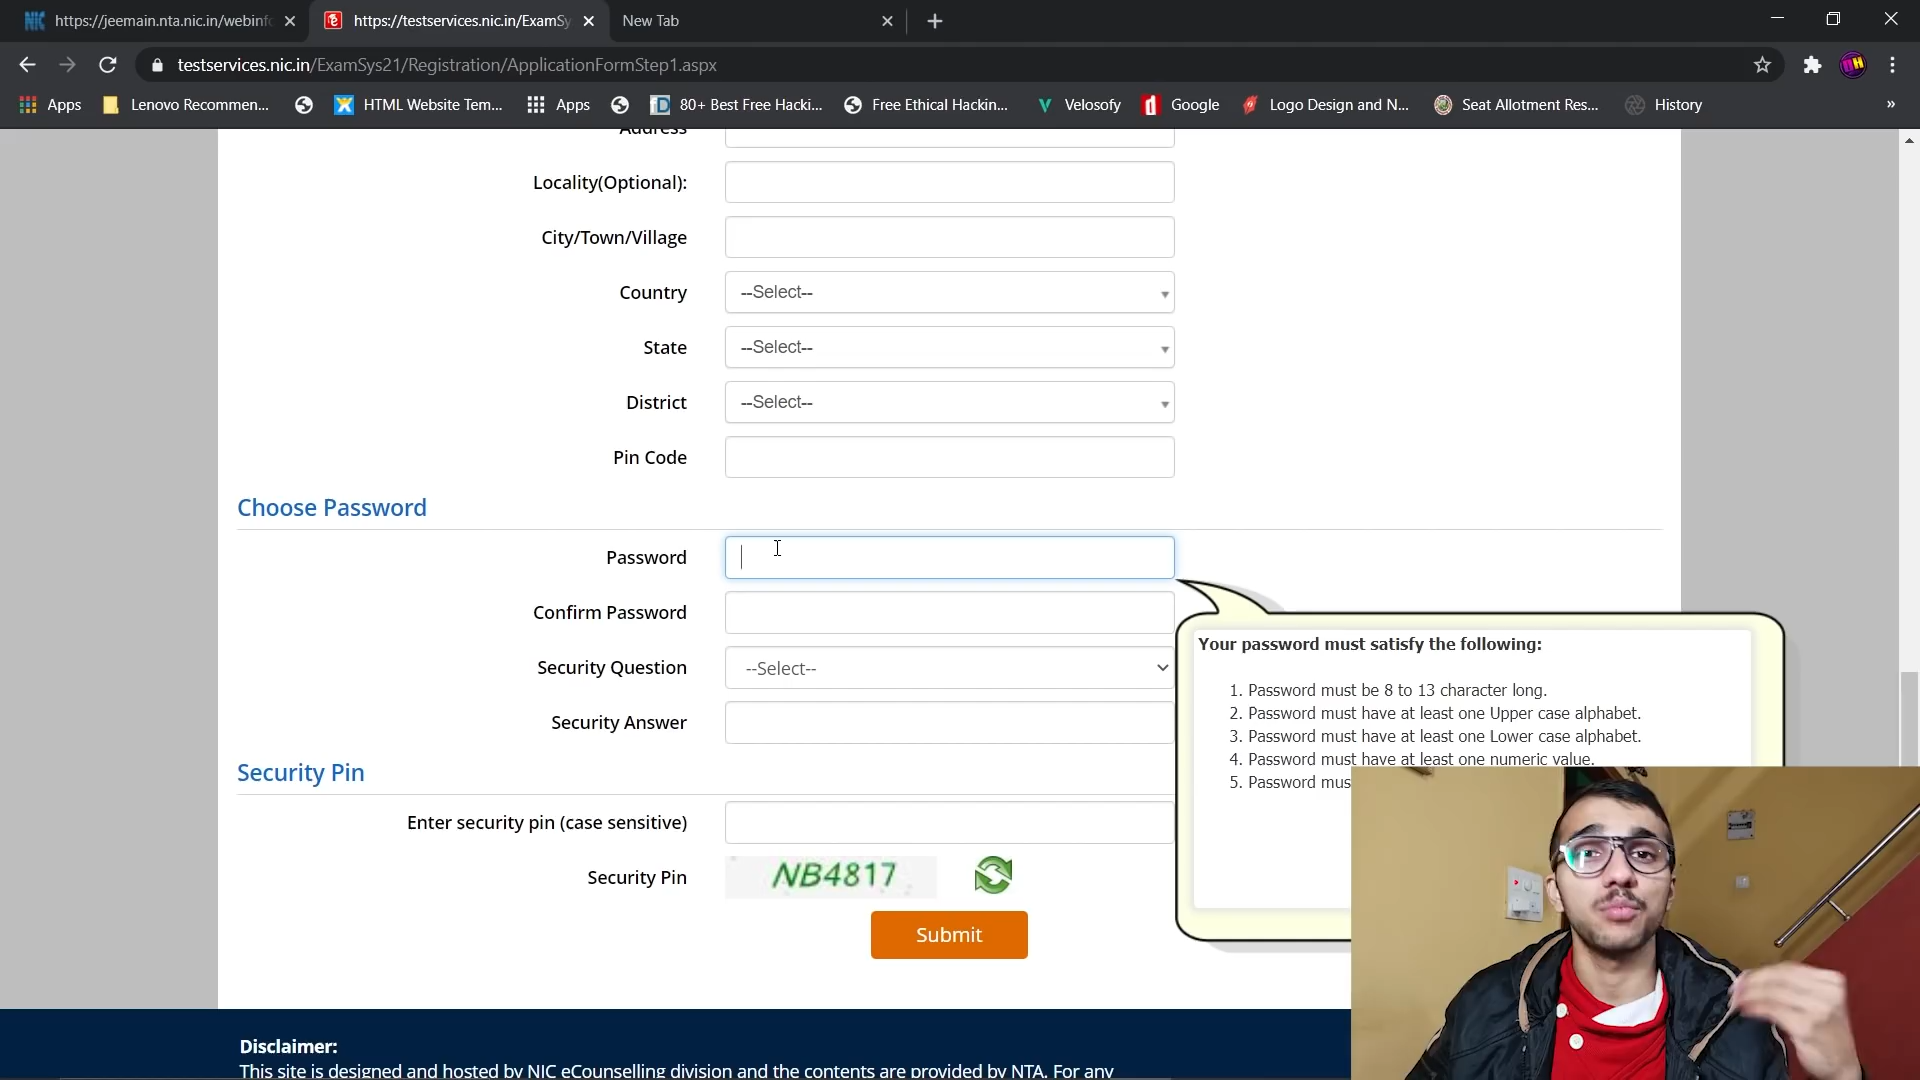 https://jeemain.nta.nic.in/webinfo
https://testservices.nic.in/ExamSy
New Tab
testservices.nic.in/ExamSys21/Registration/ApplicationFormStep1.aspx
Apps
Lenovo Recommen...
HTML Website Tem...
Apps
80+ Best Free Hacki...
Free Ethical Hackin...
Velosofy
Google
Logo Design and N...
Seat Allotment Res...
History
»
Address
Locality(Optional):
City/Town/Village
Country
--Select--
State
--Select--
District
--Select--
Pin Code
Choose Password
Password
Confirm Password
Security Question
--Select--
Security Answer
Your password must satisfy the following:
1. Password must be 8 to 13 character long.
2. Password must have at least one Upper case alphabet.
3. Password must have at least one Lower case alphabet.
4. Password must have at least one numeric value.
5. Password mus
Security Pin
Enter security pin (case sensitive)
Security Pin
NB4817
Submit
Disclaimer:
This site is designed and hosted by NIC eCounselling division and the contents are provided by NTA. For any